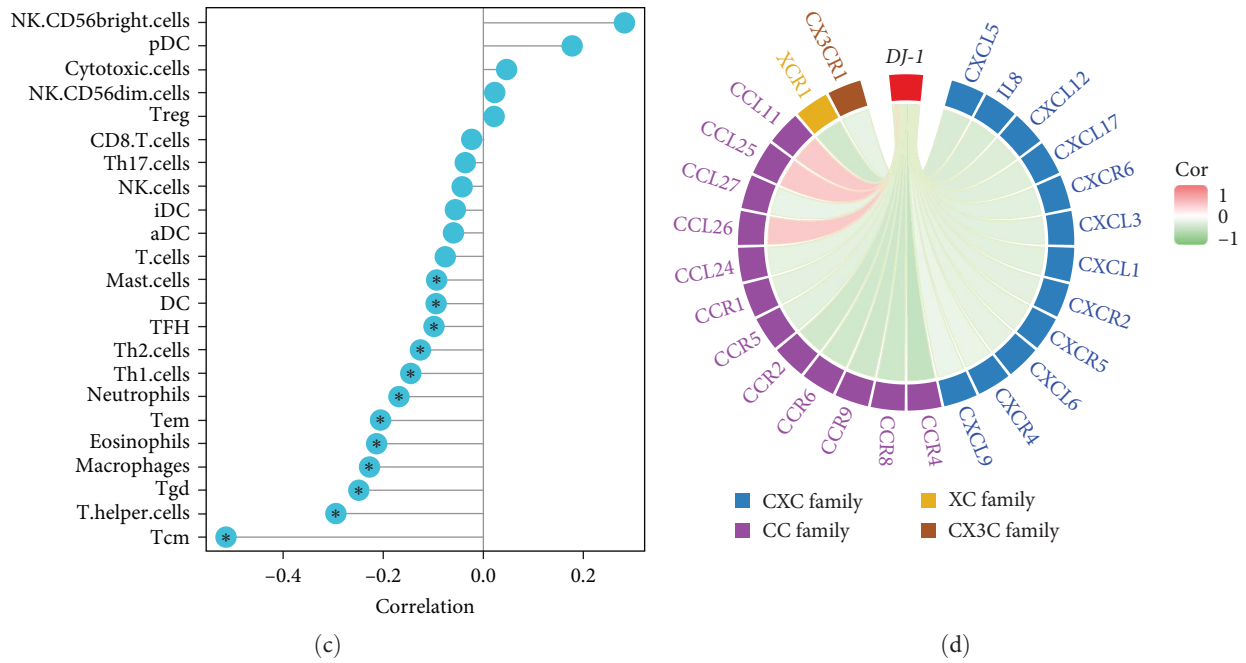 NK.CD56bright.cells
pDC
Cytotoxic.cells
NK.CD56dim.cells
Treg
CD8.T.cells
Th17.cells
NK.cells
iDC
aDC
T.cells
Mast.cells *
DC *
TFH *
Th2.cells *
Th1.cells *
Neutrophils *
Tem *
Eosinophils *
Macrophages *
Tgd *
T.helper.cells *
Tcm *
−0.4 −0.2 0.0 0.2
Correlation
(c)
DJ-1
CXCL5
IL8
CXCL12
CXCL17
CXCR6
CXCL3
CXCL1
CXCR2
CXCR5
CXCL6
CXCR4
CXCL9
CCR4
CCR8
CCR9
CCR6
CCR2
CCR5
CCR1
CCL24
CCL26
CCL27
CCL25
CCL11
XCR1
CX3CR1
Cor
1
0
−1
CXC family
XC family
CC family
CX3C family
(d)